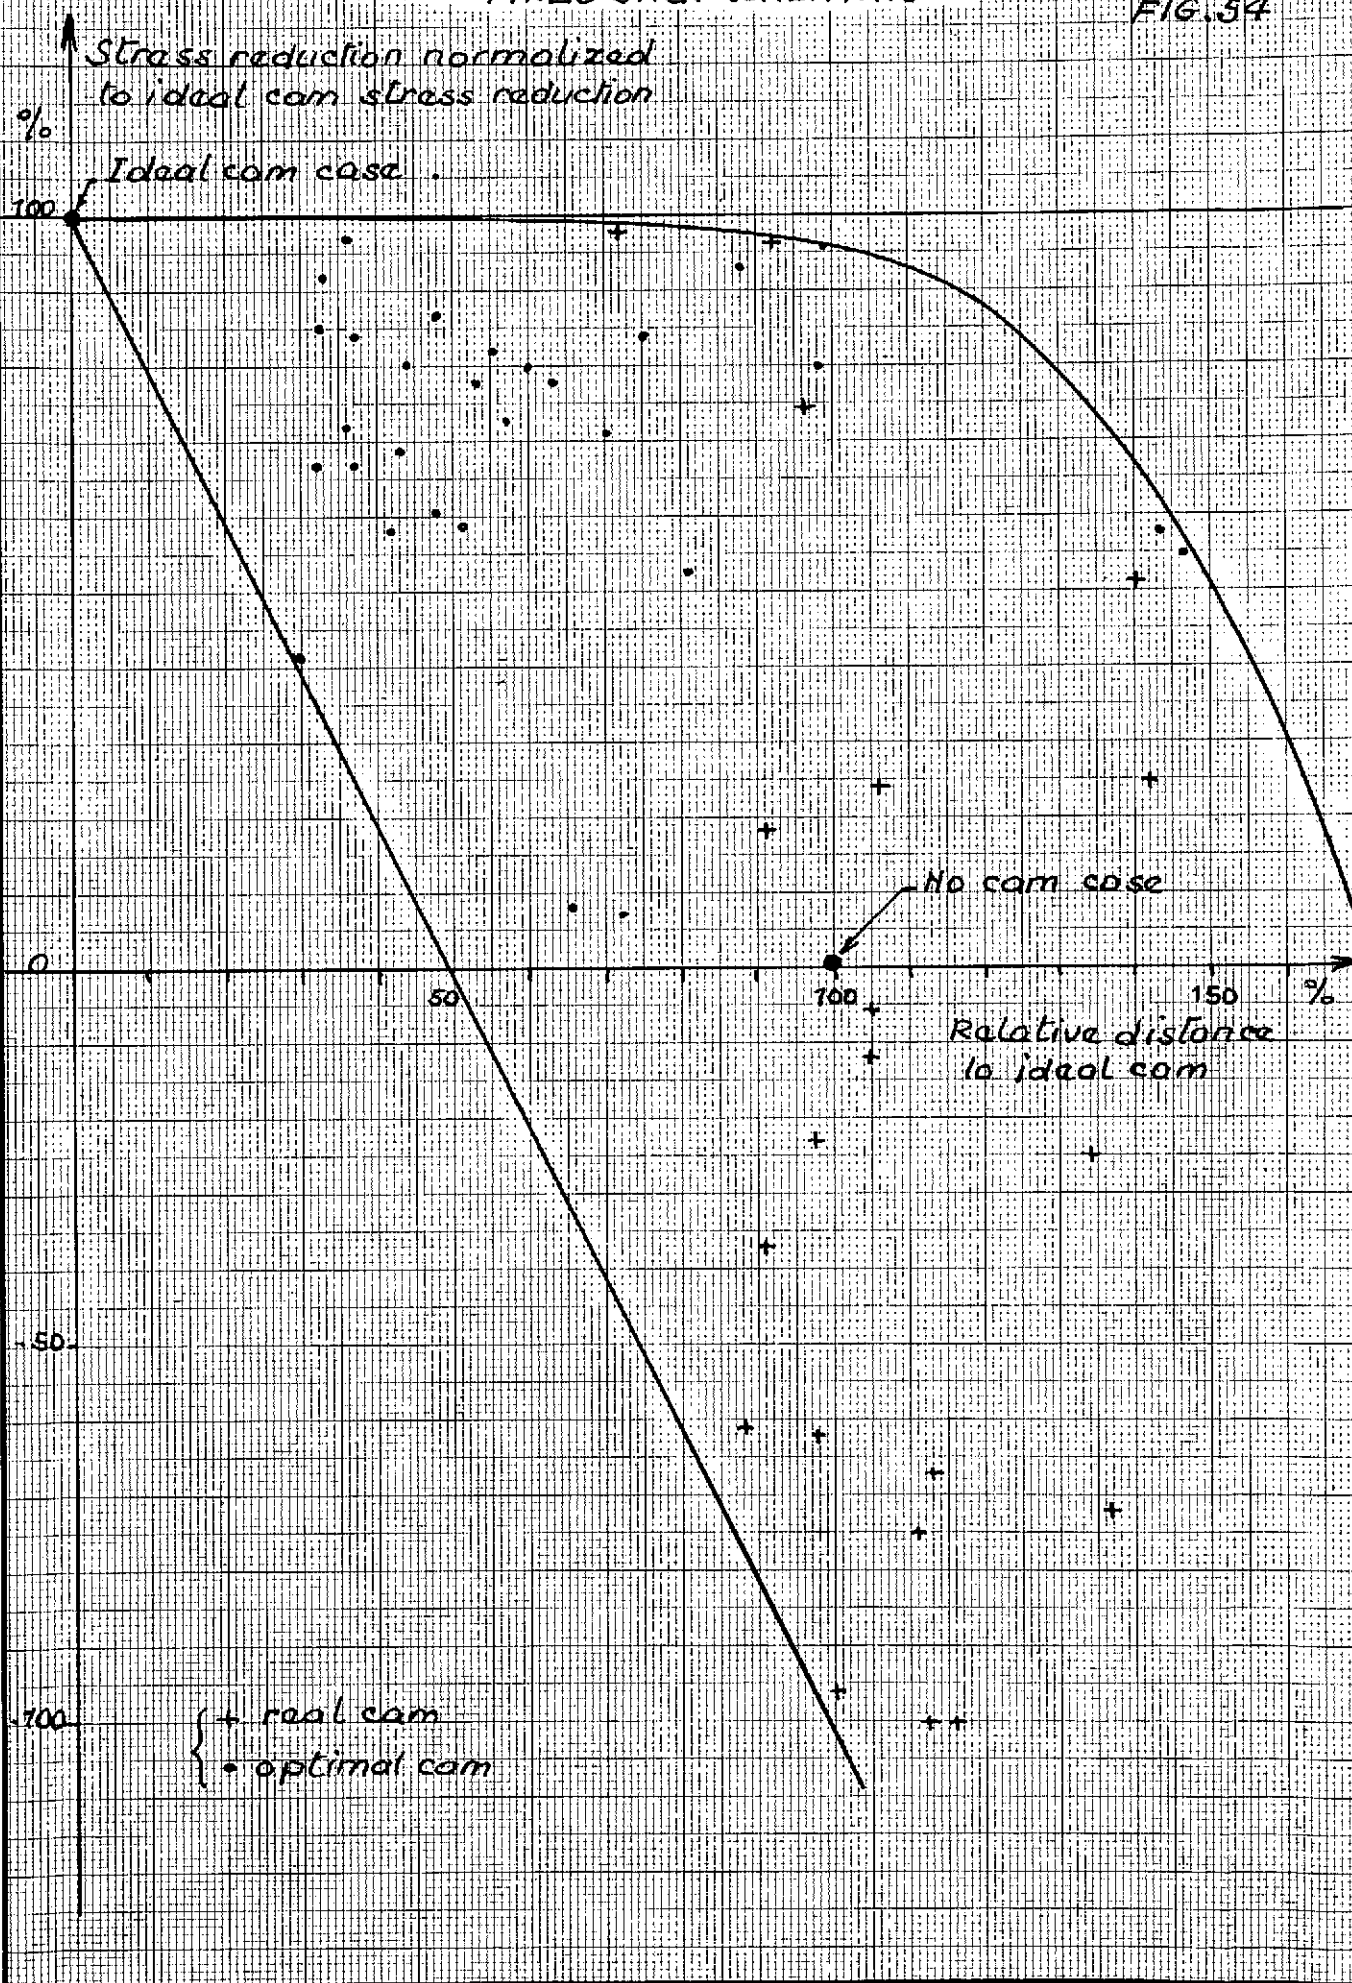 FIG.54
Stress reduction normalized
to ideal cam stress reduction
%
Ideal cam case
100
0
No cam case
50
100
150
%
Relative distance
to ideal cam
-50
-100
+ real cam
• optimal cam